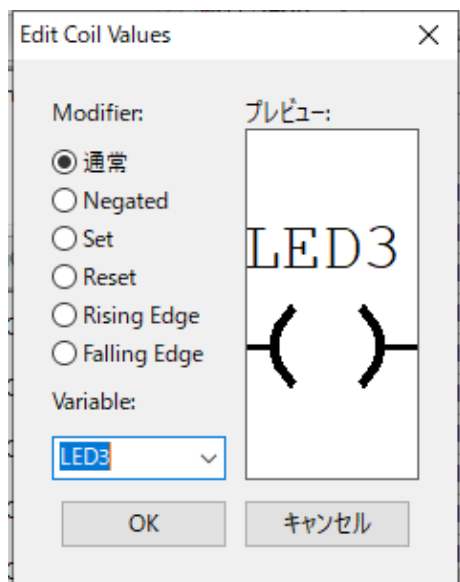 Edit Coil Values
Modifier:
通常
Negated
Set
Reset
Rising Edge
Falling Edge
Variable:
LED3
プレビュー:
LED3
OK
キャンセル